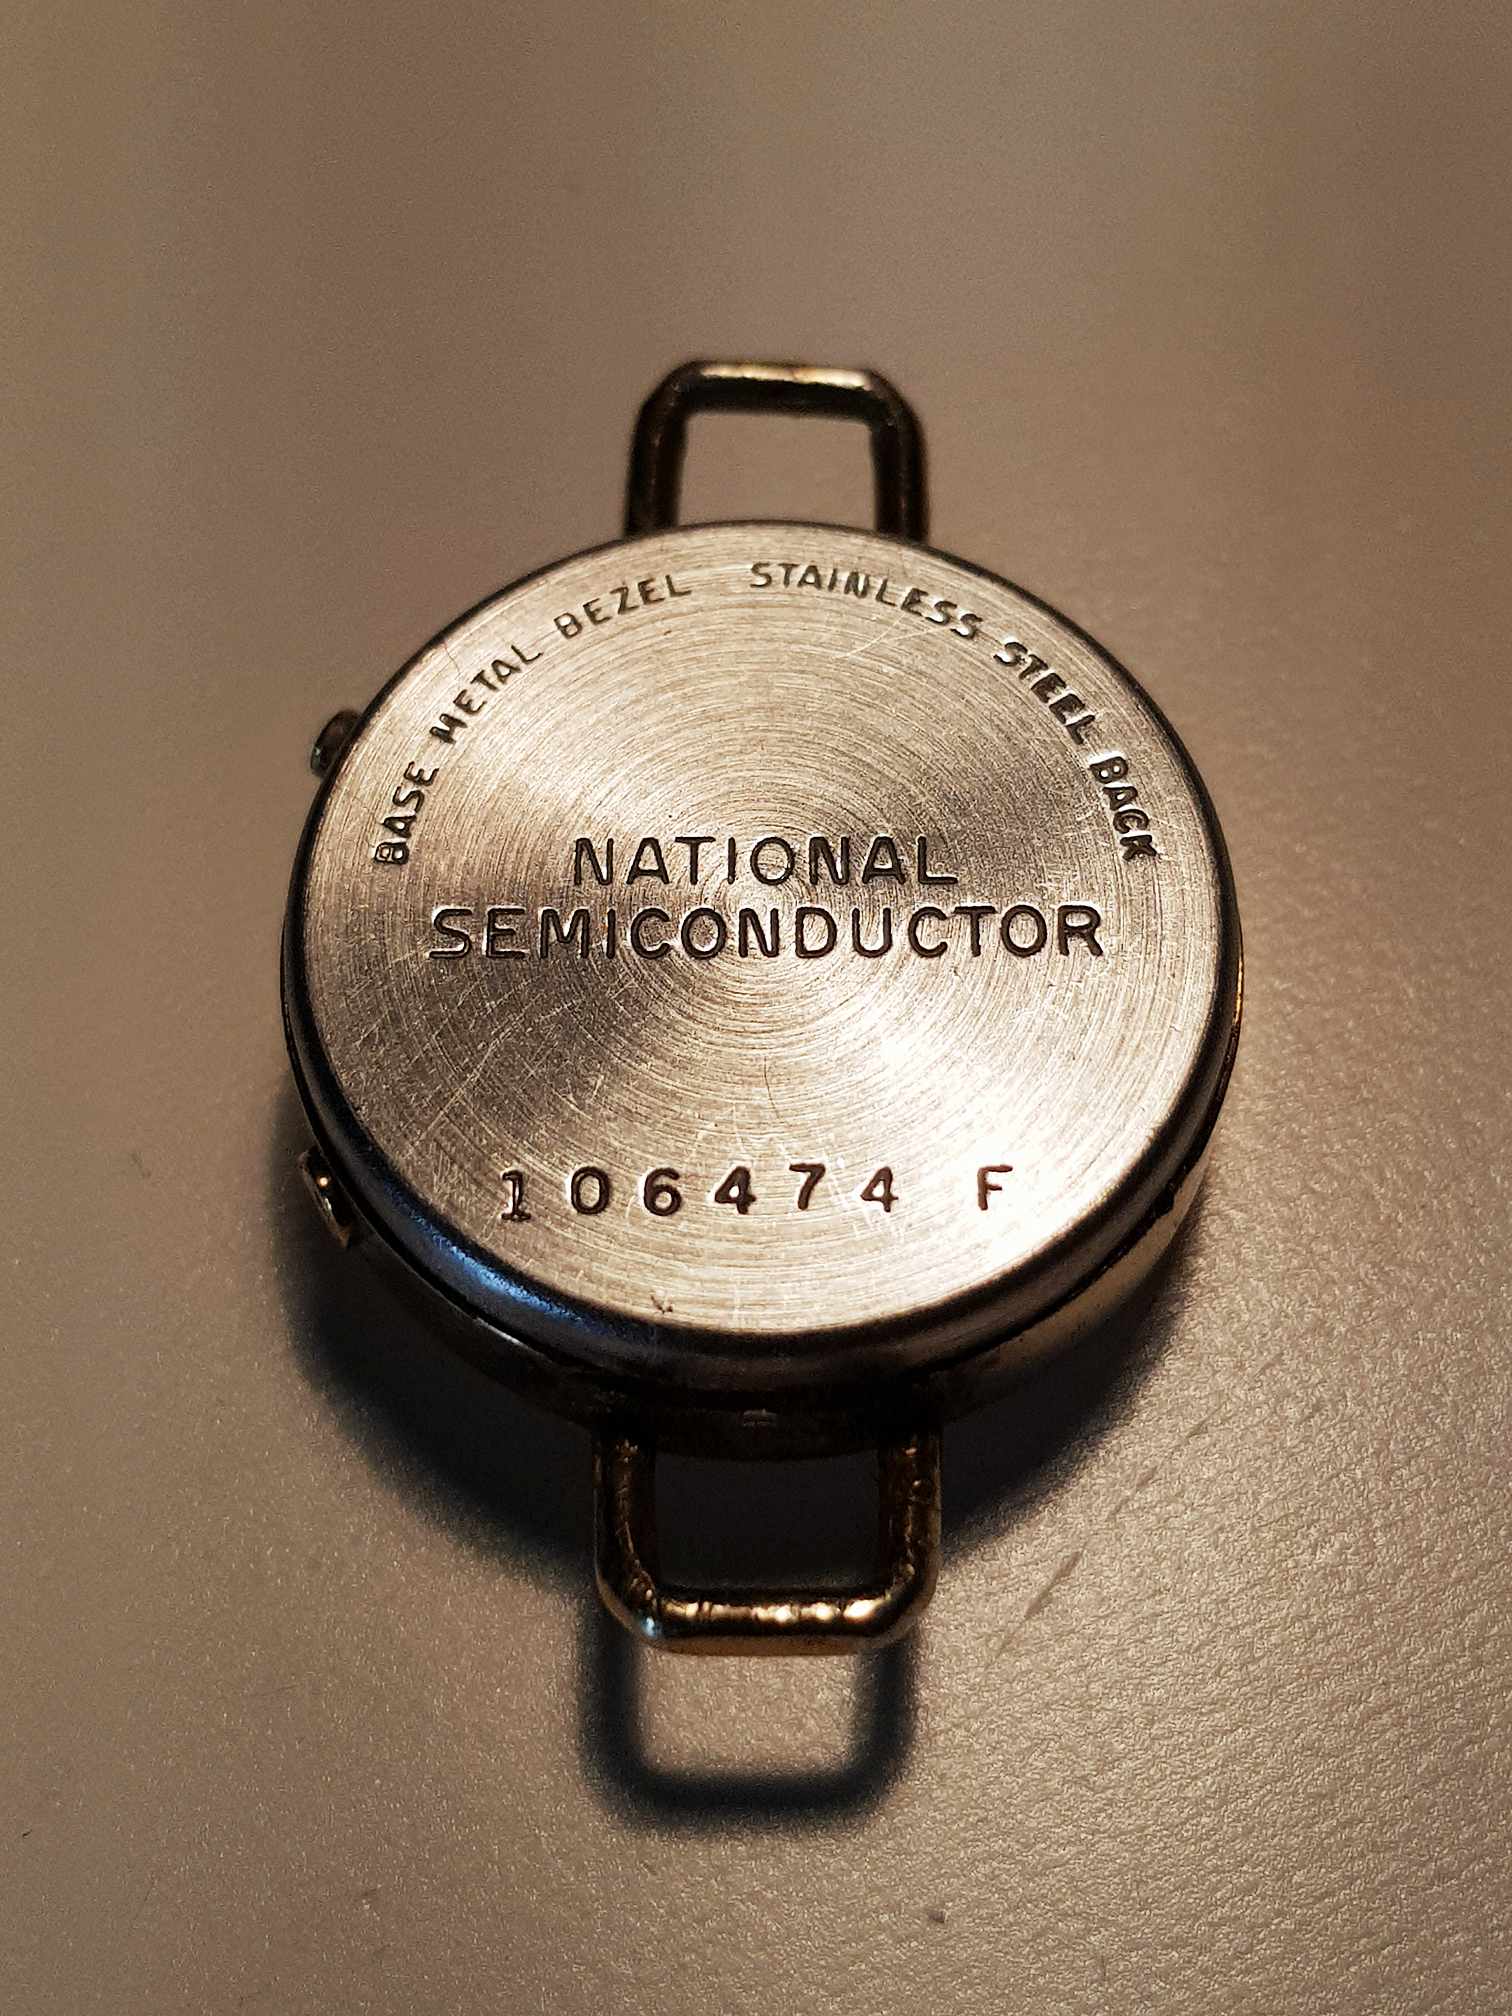 BASE METAL BEZEL STAINLESS STEEL BACK
NATIONAL
SEMICONDUCTOR
106474 F